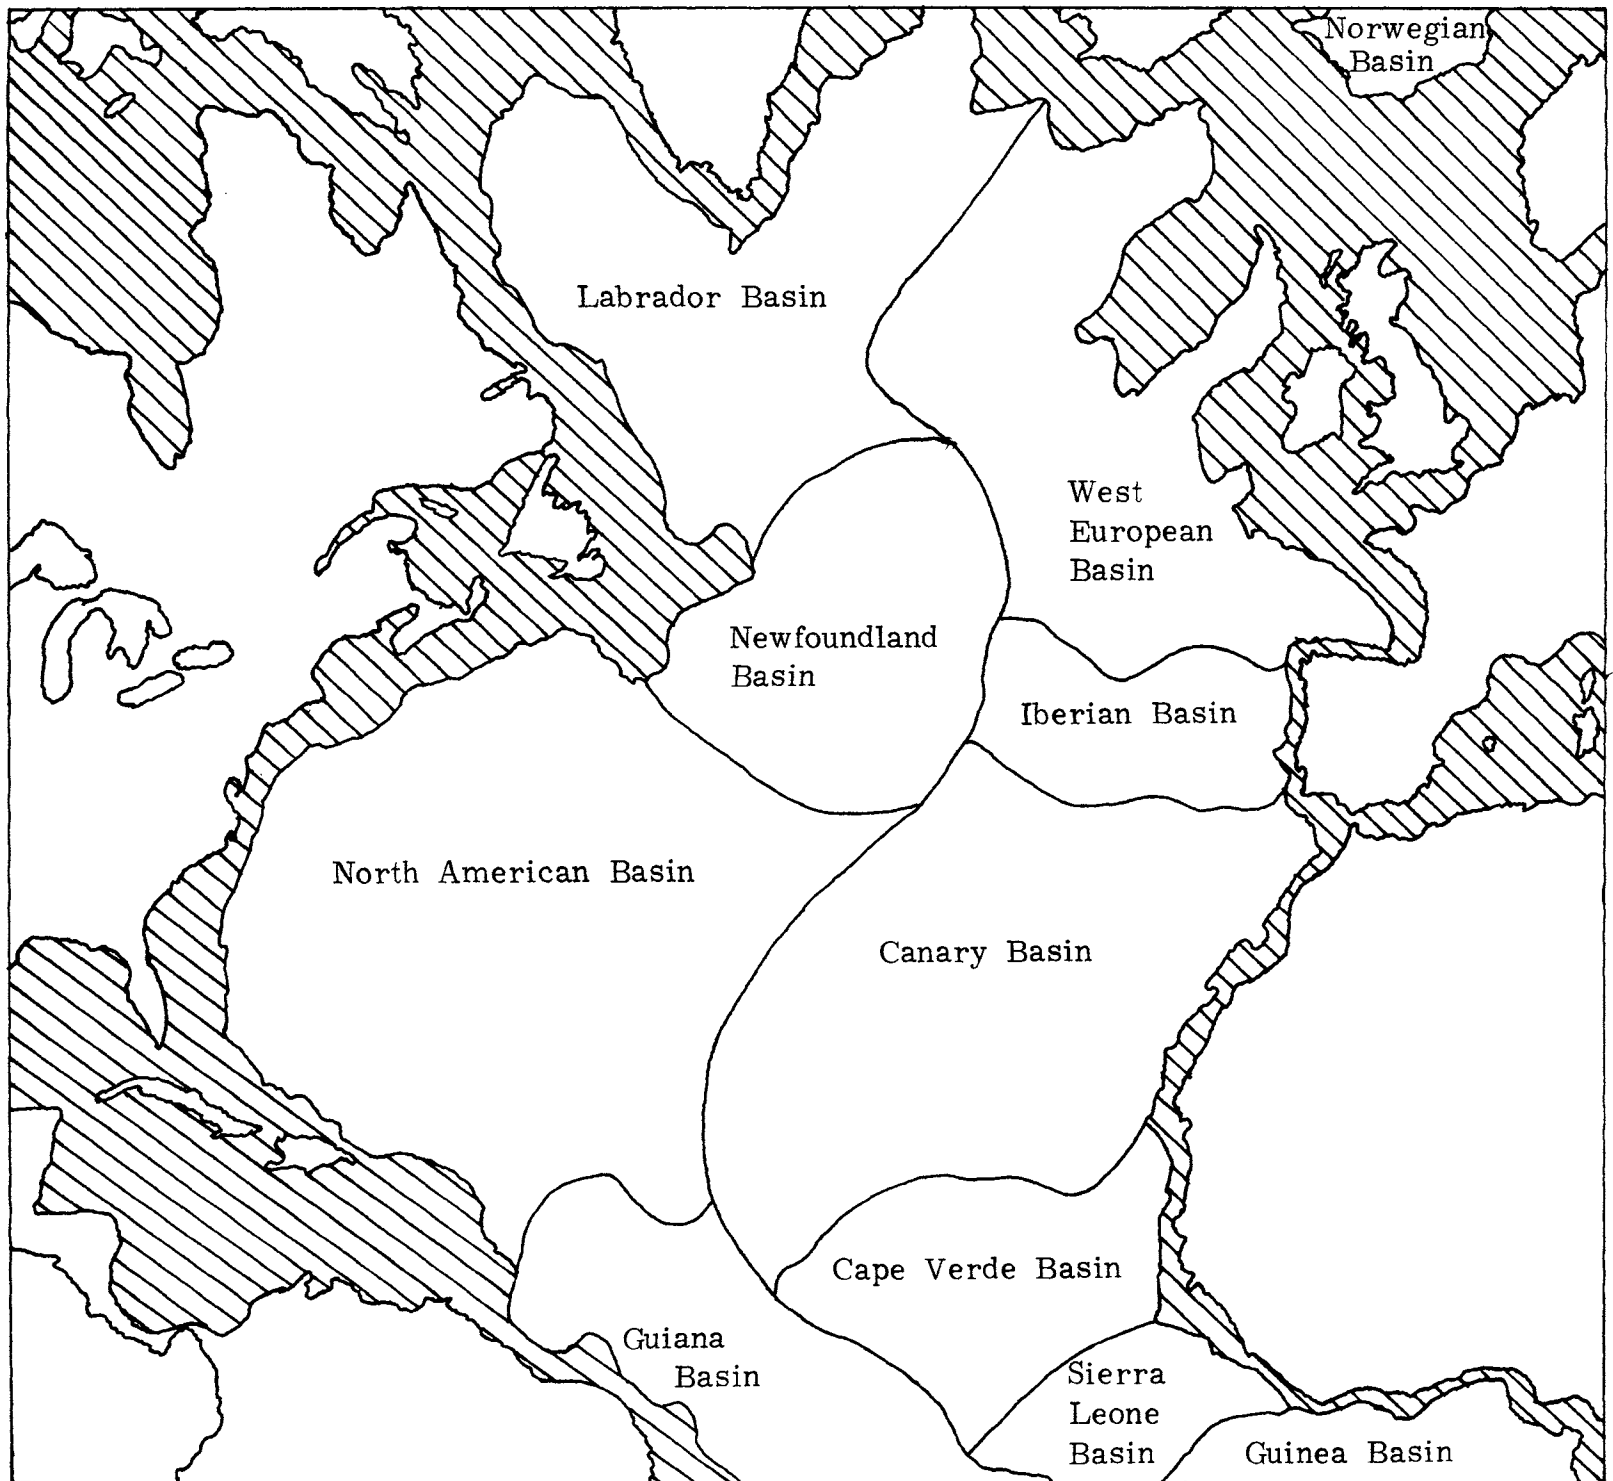 Norwegian
Basin
Labrador Basin
West
European
Basin
Newfoundland
Basin
Iberian Basin
North American Basin
Canary Basin
Cape Verde Basin
Guiana
Basin
Sierra
Leone
Basin
Guinea Basin